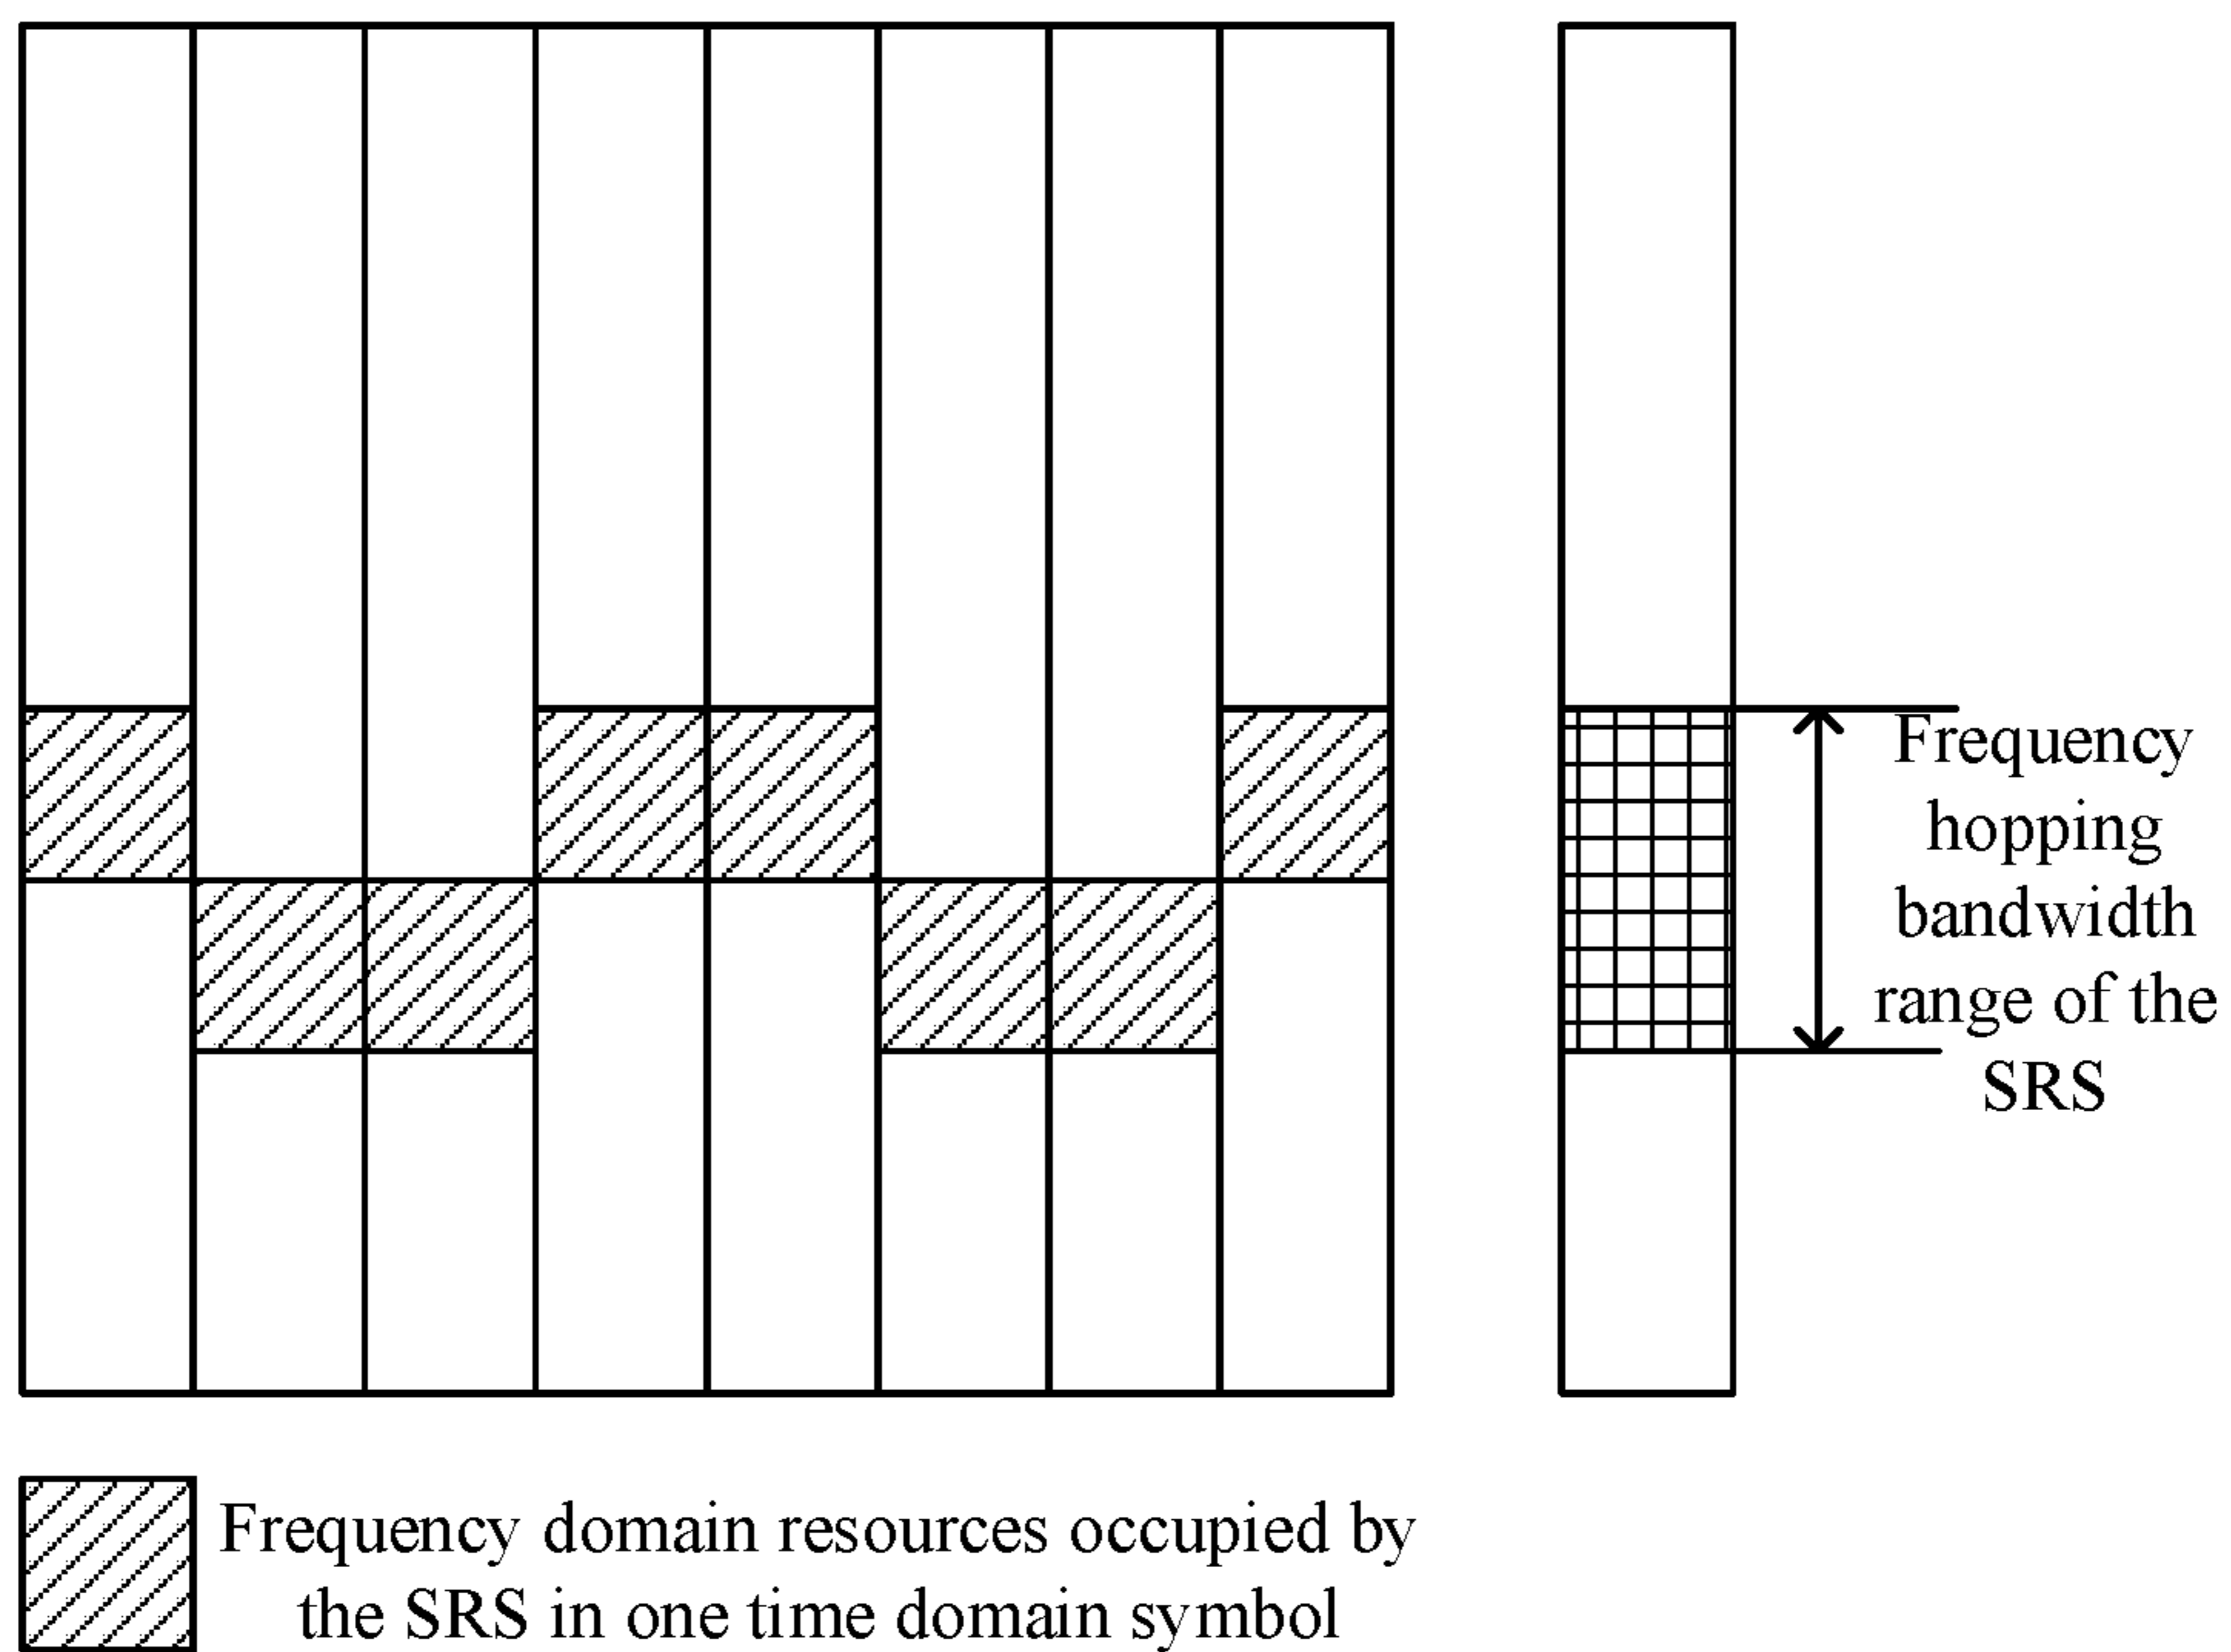 Frequency
hopping
bandwidth
range of the
SRS
Frequency domain resources occupied by
the SRS in one time domain symbol